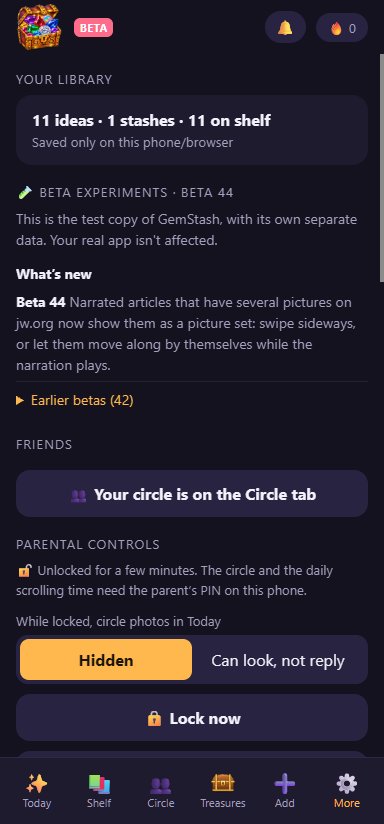 BETA
0
YOUR LIBRARY
11 ideas · 1 stashes · 11 on shelf
Saved only on this phone/browser
BETA EXPERIMENTS · BETA 44
This is the test copy of GemStash, with its own separate
data. Your real app isn't affected.
What's new
Beta 44 Narrated articles that have several pictures on
jw.org now show them as a picture set: swipe sideways,
or let them move along by themselves while the
narration plays.
Earlier betas (42)
FRIENDS
Your circle is on the Circle tab
PARENTAL CONTROLS
Unlocked for a few minutes. The circle and the daily
scrolling time need the parent's PIN on this phone.
While locked, circle photos in Today
Hidden Can look, not reply
Lock now
Today Shelf Circle Treasures Add More